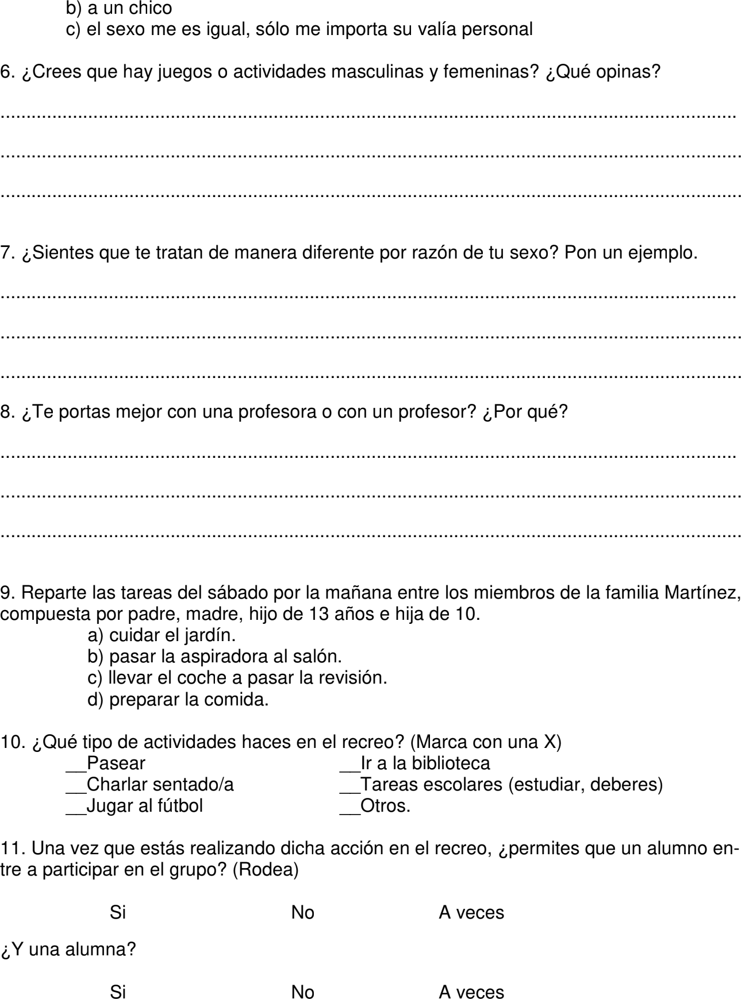 b) a un chico
c) el sexo me es igual, sólo me importa su valía personal
6. ¿Crees que hay juegos o actividades masculinas y femeninas? ¿Qué opinas?
................................................................................................................................................
.................................................................................................................................................
.................................................................................................................................................
7. ¿Sientes que te tratan de manera diferente por razón de tu sexo? Pon un ejemplo.
................................................................................................................................................
.................................................................................................................................................
.................................................................................................................................................
8. ¿Te portas mejor con una profesora o con un profesor? ¿Por qué?
................................................................................................................................................
.................................................................................................................................................
.................................................................................................................................................
9. Reparte las tareas del sábado por la mañana entre los miembros de la familia Martínez,
compuesta por padre, madre, hijo de 13 años e hija de 10.
a) cuidar el jardín.
b) pasar la aspiradora al salón.
c) llevar el coche a pasar la revisión.
d) preparar la comida.
10. ¿Qué tipo de actividades haces en el recreo? (Marca con una X)
__Pasear __Ir a la biblioteca
__Charlar sentado/a __Tareas escolares (estudiar, deberes)
__Jugar al fútbol __Otros.
11. Una vez que estás realizando dicha acción en el recreo, ¿permites que un alumno en-
tre a participar en el grupo? (Rodea)
Si No A veces
¿Y una alumna?
Si No A veces